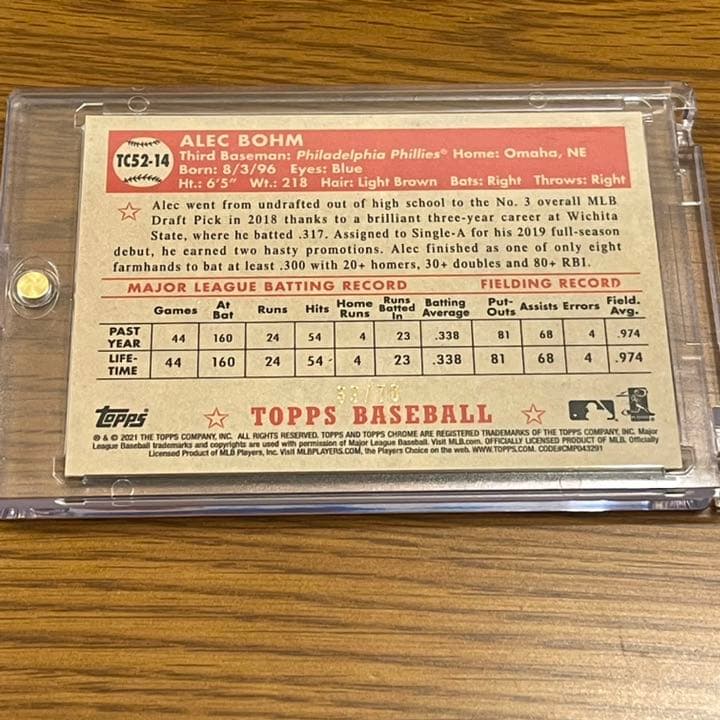 TC52-14
ALEC BOHM
Third Baseman: Philadelphia Phillies® Home: Omaha, NE
Born: 8/3/96 Eyes: Blue
Ht.: 6'5" Wt.: 218 Hair: Light Brown Bats: Right Throws: Right
Alec went from undrafted out of high school to the No. 3 overall MLB
Draft Pick in 2018 thanks to a brilliant three-year career at Wichita
State, where he batted .317. Assigned to Single-A for his 2019 full-season
debut, he earned two hasty promotions. Alec finished as one of only eight
farmhands to bat at least .300 with 20+ homers, 30+ doubles and 80+ RBI.
MAJOR LEAGUE BATTING RECORD FIELDING RECORD
Games At Bat Runs Hits Home Runs Runs Batted In Batting Average Put-Outs Assists Errors Field. Avg.
PAST YEAR 44 160 24 54 4 23 .338 81 68 4 .974
LIFE-TIME 44 160 24 54 4 23 .338 81 68 4 .974
topps TOPPS BASEBALL
® & © 2021 THE TOPPS COMPANY, INC. ALL RIGHTS RESERVED. TOPPS AND TOPPS CHROME ARE REGISTERED TRADEMARKS OF THE TOPPS COMPANY, INC. Major
League Baseball trademarks and copyrights are used with permission of Major League Baseball. Visit MLB.com. OFFICIALLY LICENSED PRODUCT OF MLB. Officially
Licensed Product of MLB Players, Inc. Visit MLBPLAYERS.COM, the Players Choice on the web. WWW.TOPPS.COM. CODE#CMP043291